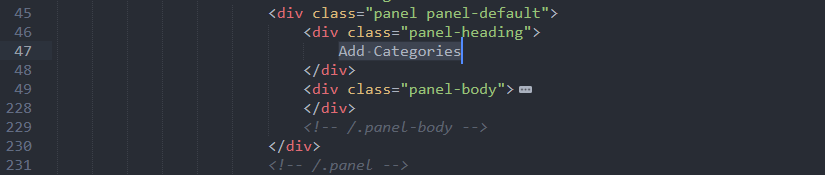 45 <div class="panel panel-default">
46 <div class="panel-heading">
47 Add Categories
48 </div>
49 <div class="panel-body">
228 </div>
229 <!-- /.panel-body -->
230 </div>
231 <!-- /.panel -->